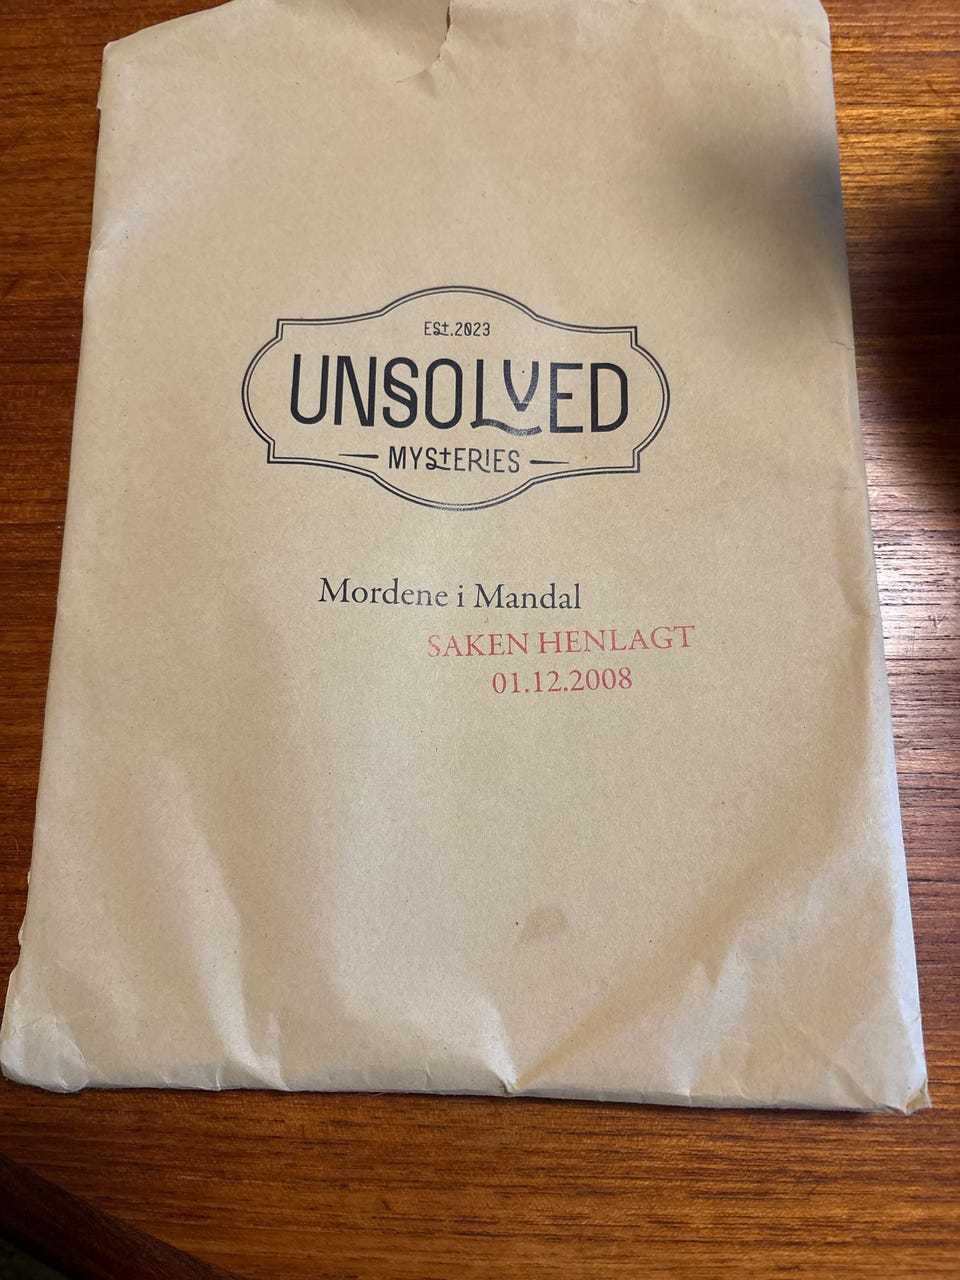 Est.2023
UNSOLVED
MYSTERIES
Mordene i Mandal
SAKEN HENLAGT
01.12.2008